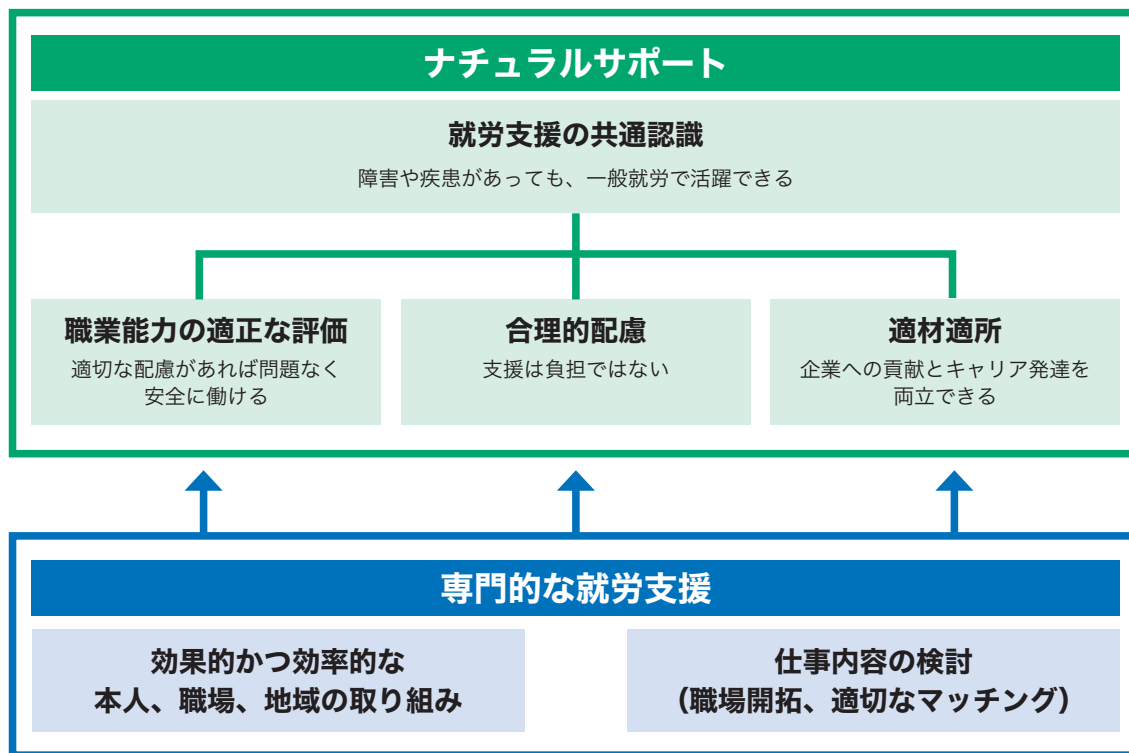 ナチュラルサポート
就労支援の共通認識
障害や疾患があっても、一般就労で活躍できる
職業能力の適正な評価
適切な配慮があれば問題なく
安全に働ける
合理的配慮
支援は負担ではない
適材適所
企業への貢献とキャリア発達を
両立できる
専門的な就労支援
効果的かつ効率的な
本人、職場、地域の取り組み
仕事内容の検討
（職場開拓、適切なマッチング）